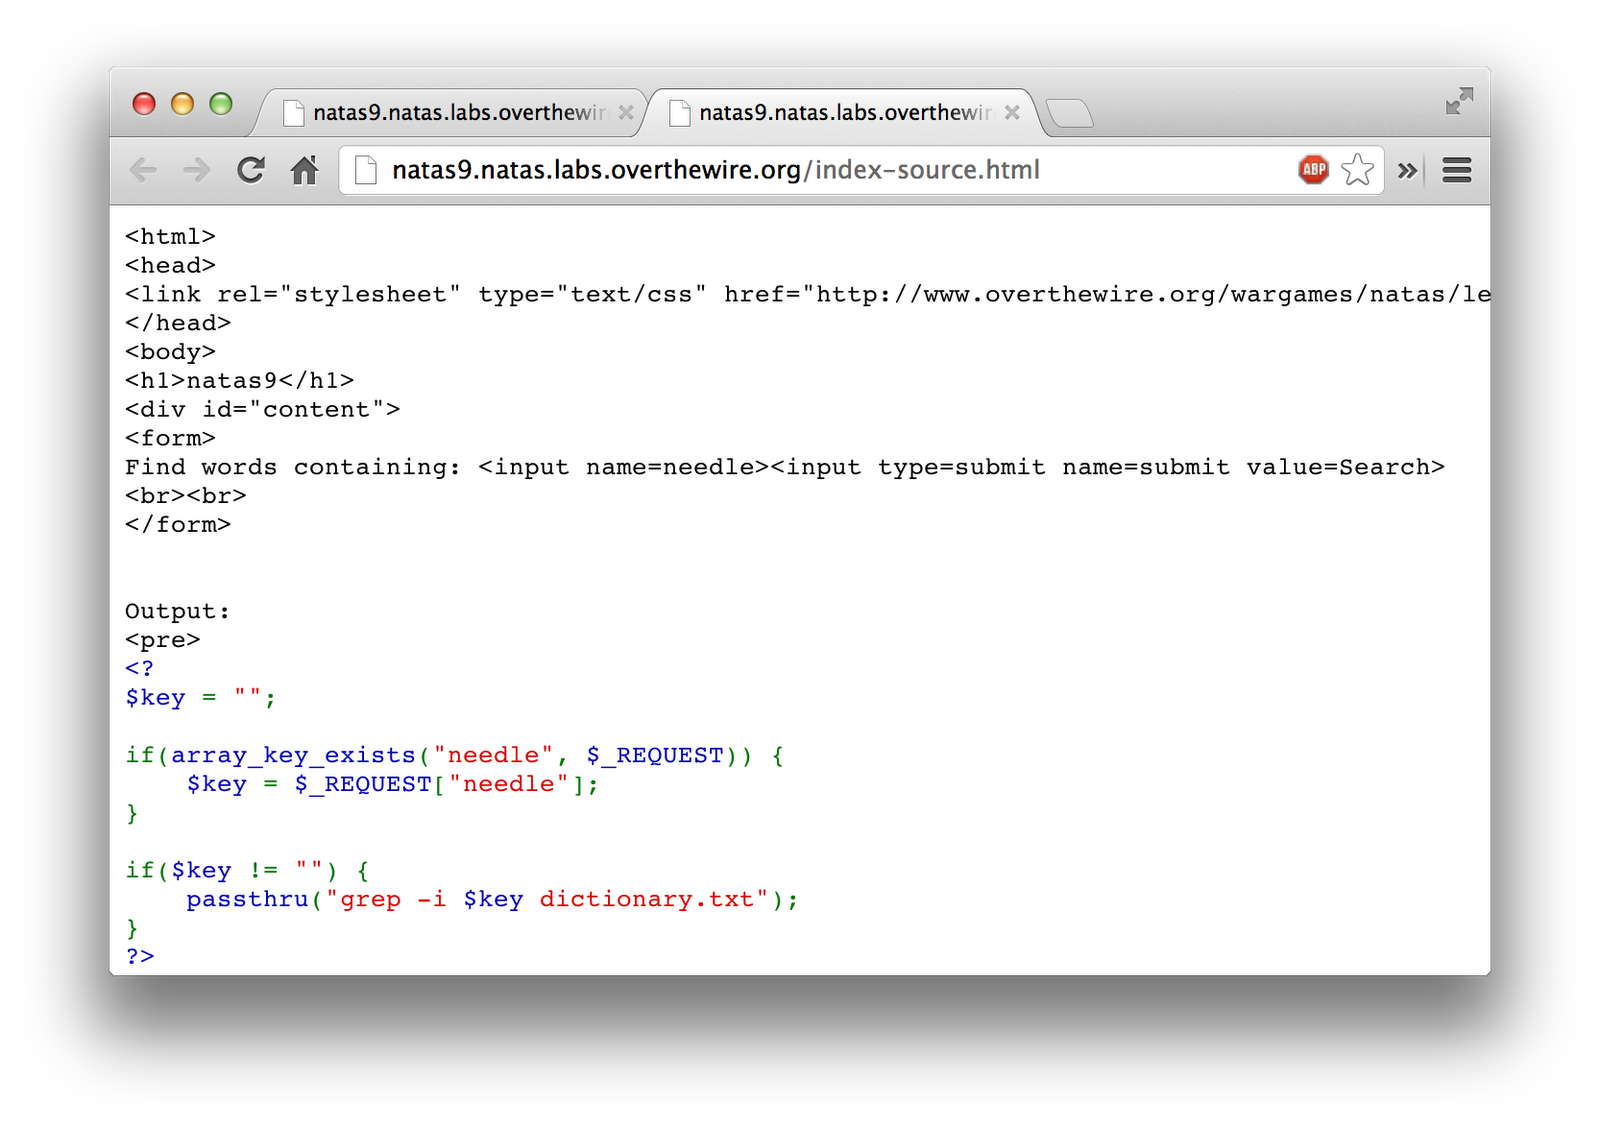 natas9.natas.labs.overthewir
natas9.natas.labs.overthewir
natas9.natas.labs.overthewire.org/index-source.html
ABP
<html>
<head>
<link rel="stylesheet" type="text/css" href="http://www.overthewire.org/wargames/natas/le
</head>
<body>
<h1>natas9</h1>
<div id="content">
<form>
Find words containing: <input name=needle><input type=submit name=submit value=Search>
<br><br>
</form>
Output:
<pre>
<?
$key = "";
if(array_key_exists("needle", $_REQUEST)) {
    $key = $_REQUEST["needle"];
}
if($key != "") {
    passthru("grep -i $key dictionary.txt");
}
?>